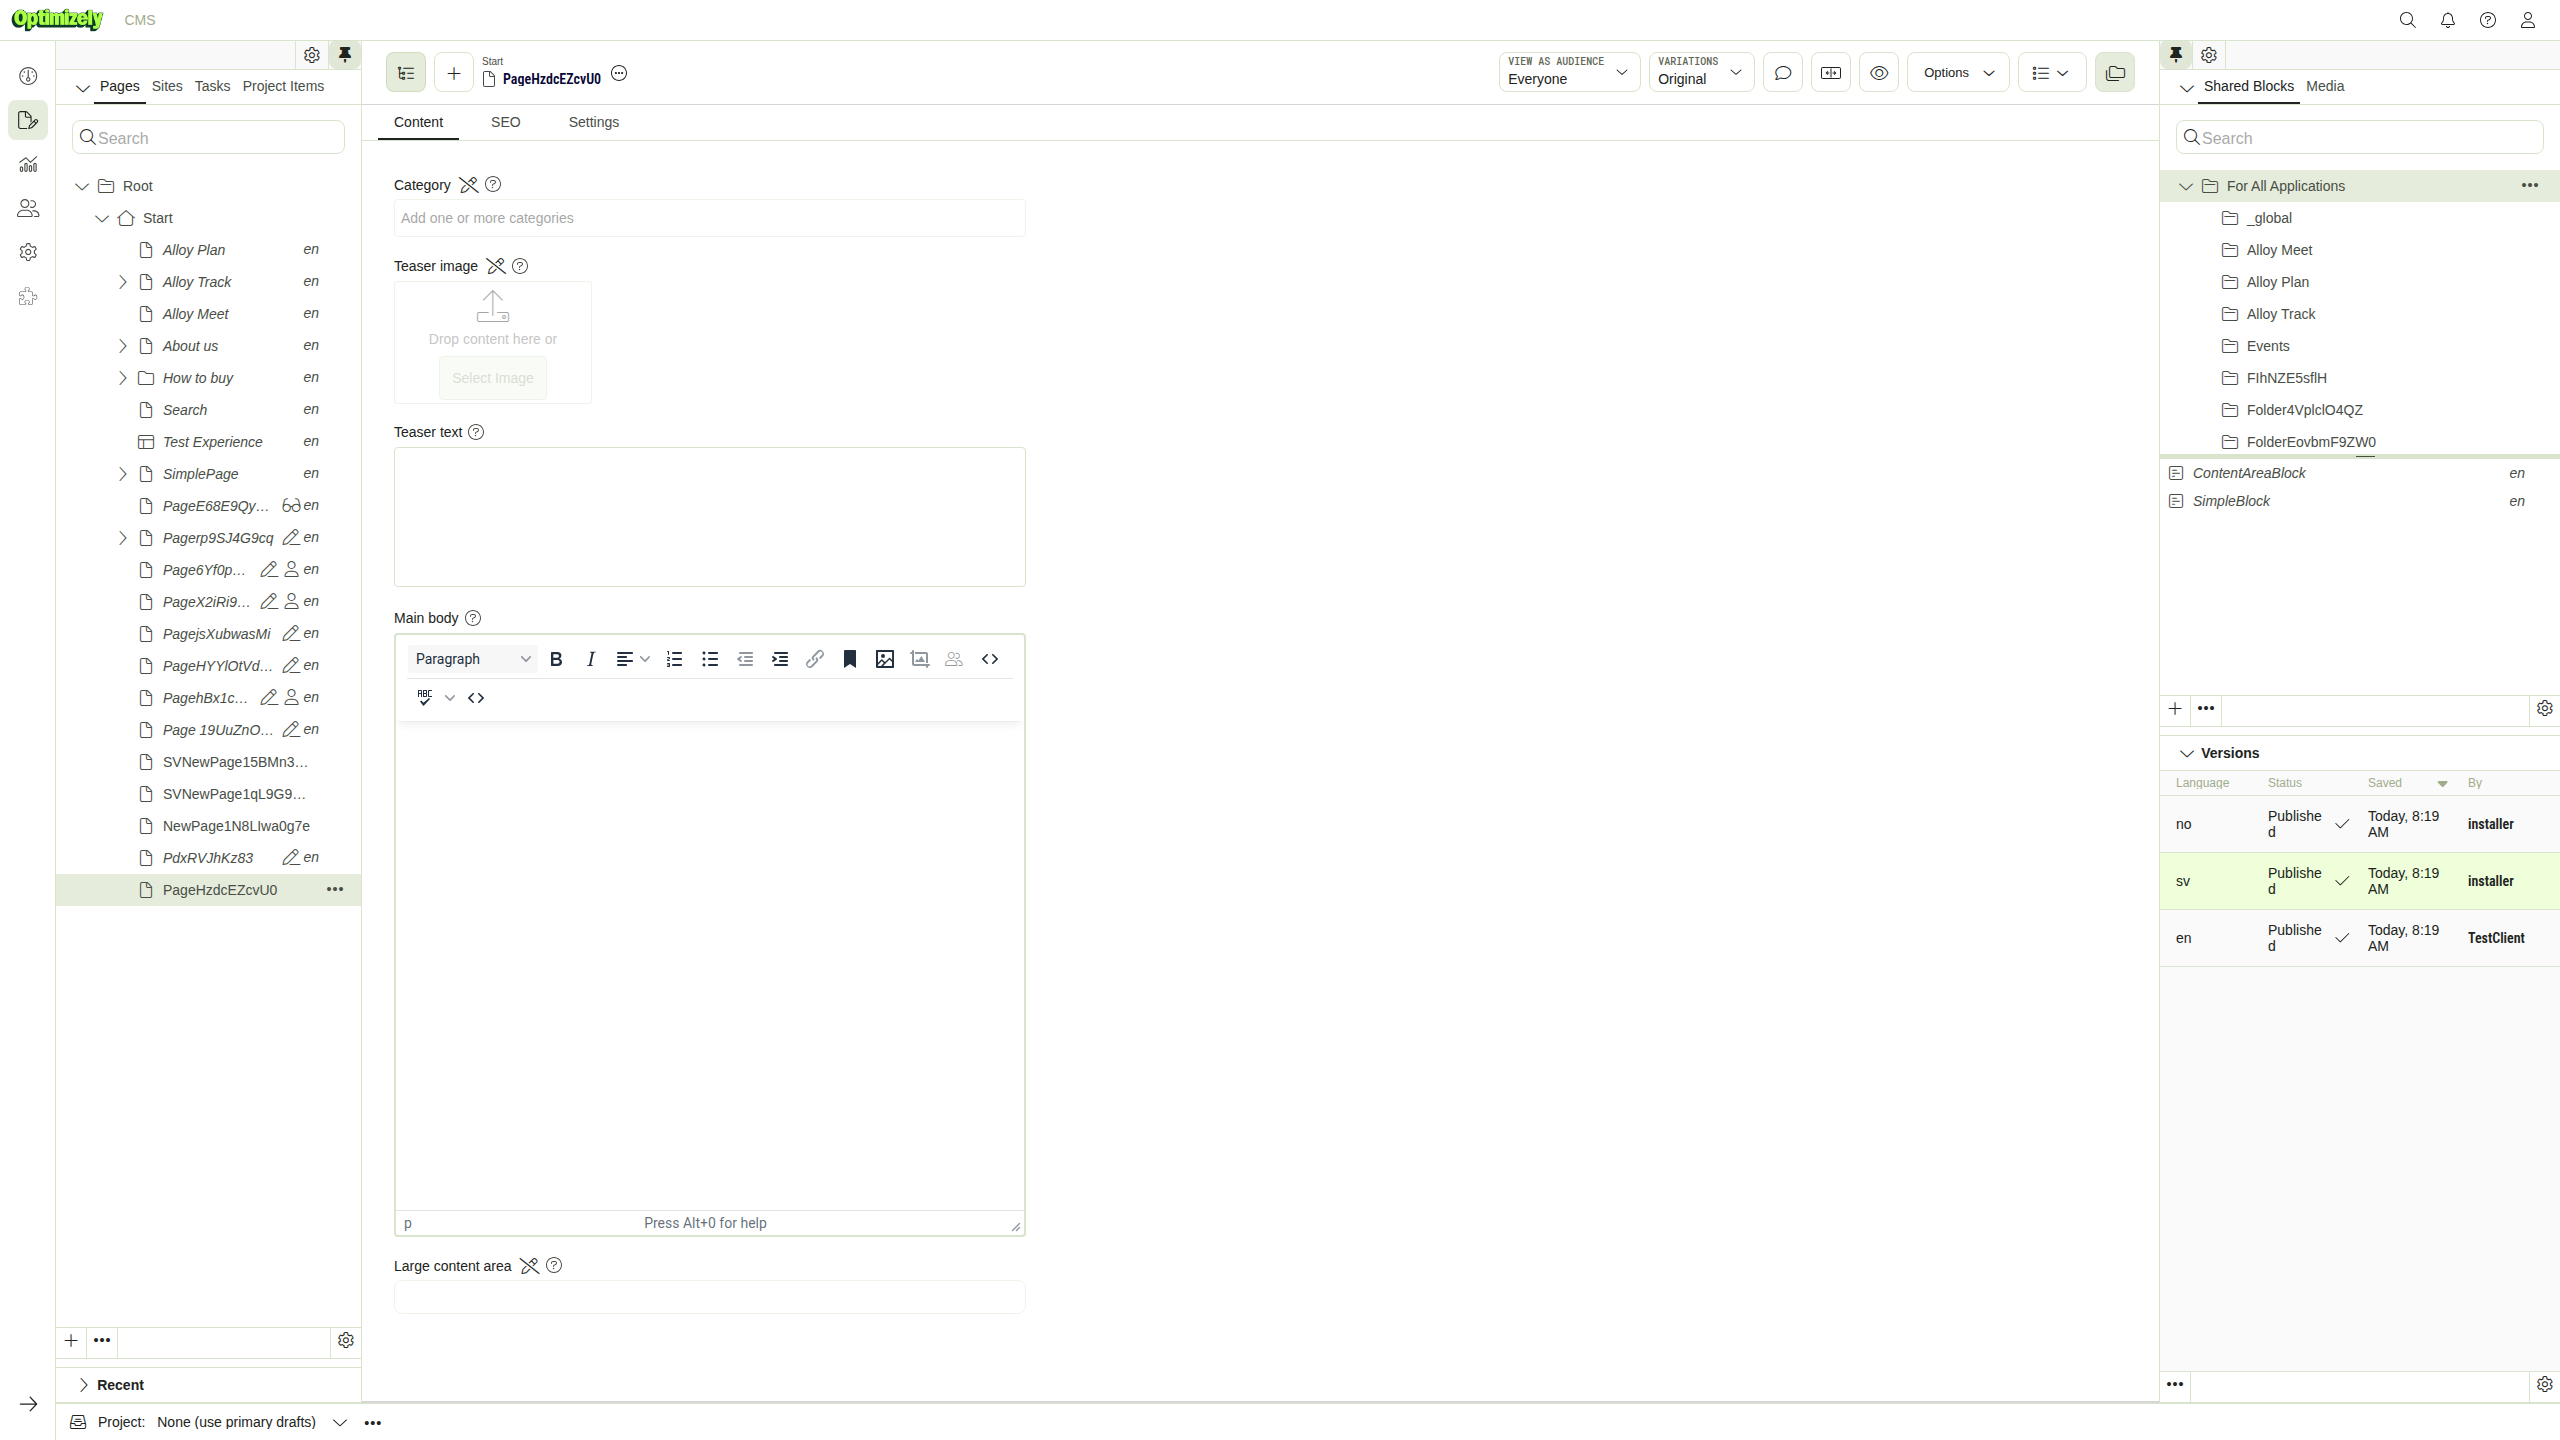 Optimizely CMS
Pages Sites Tasks Project Items
Search
Root
Start
Alloy Plan en
Alloy Track en
Alloy Meet en
About us en
How to buy en
Search en
Test Experience en
SimplePage en
PageE68E9Qy… en
Pagerp9SJ4G9cq en
Page6Yf0p… en
PageX2iRi9… en
PagejsXubwasMi en
PageHYYlOtVd… en
PagehBx1c… en
Page 19UuZnO… en
SVNewPage15BMn3…
SVNewPage1qL9G9…
NewPage1N8LIwa0g7e
PdxRVJhKz83 en
PageHzdcEZcvU0
Recent
Project: None (use primary drafts)
Start
PageHzdcEZcvU0
VIEW AS AUDIENCE
Everyone
VARIATIONS
Original
Options
Content SEO Settings
Category
Add one or more categories
Teaser image
Drop content here or
Select Image
Teaser text
Main body
Paragraph
ABC
p Press Alt+0 for help
Large content area
Shared Blocks Media
Search
For All Applications
_global
Alloy Meet
Alloy Plan
Alloy Track
Events
FIhNZE5sflH
Folder4VplclO4QZ
FolderEovbmF9ZW0
ContentAreaBlock en
SimpleBlock en
Versions
Language Status Saved By
no Published Today, 8:19 AM installer
sv Published Today, 8:19 AM installer
en Published Today, 8:19 AM TestClient